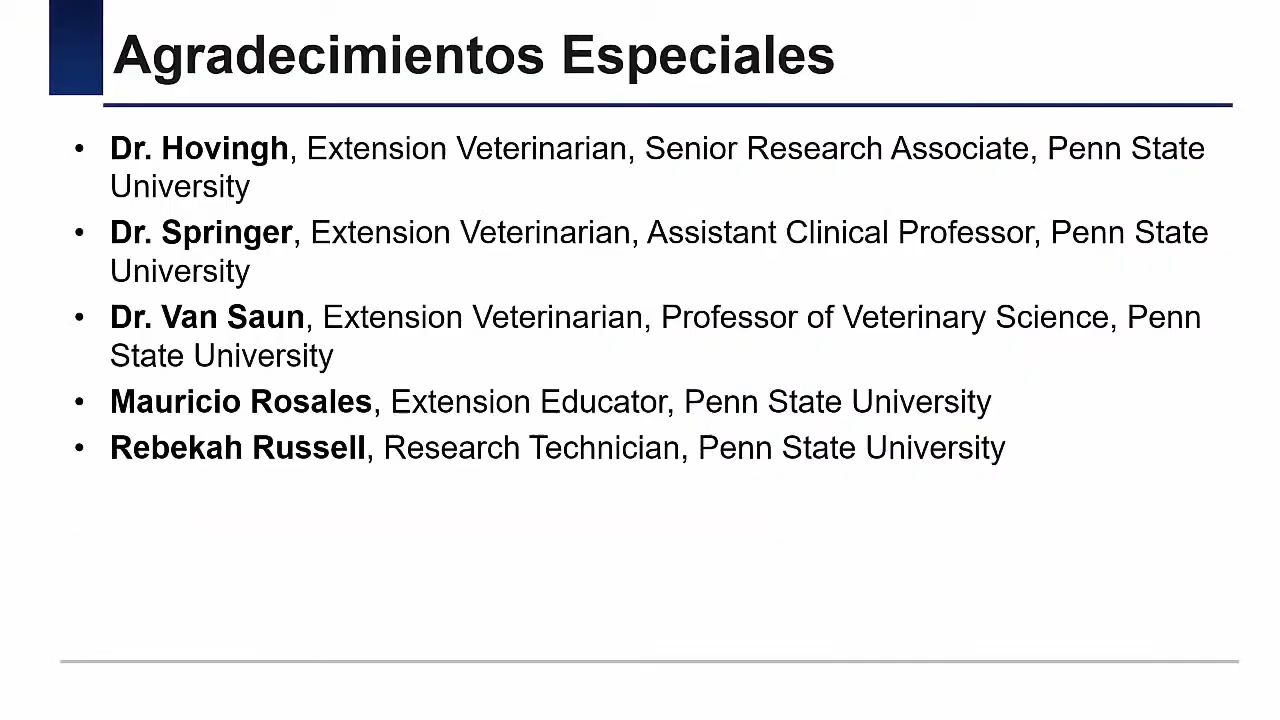 Agradecimientos Especiales
• Dr. Hovingh, Extension Veterinarian, Senior Research Associate, Penn State
University
• Dr. Springer, Extension Veterinarian, Assistant Clinical Professor, Penn State
University
• Dr. Van Saun, Extension Veterinarian, Professor of Veterinary Science, Penn
State University
• Mauricio Rosales, Extension Educator, Penn State University
• Rebekah Russell, Research Technician, Penn State University